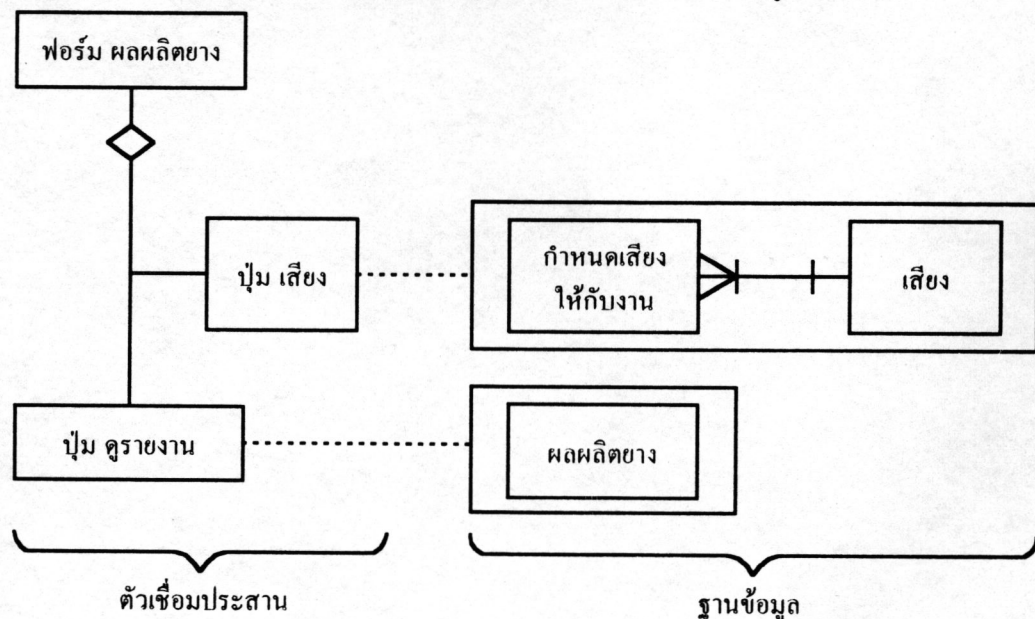 ฟอร์ม ผลผลิตยาง
ปุ่ม เสียง
กำหนดเสียง
ให้กับงาน
เสียง
ปุ่ม ดูรายงาน
ผลผลิตยาง
ตัวเชื่อมประสาน
ฐานข้อมูล